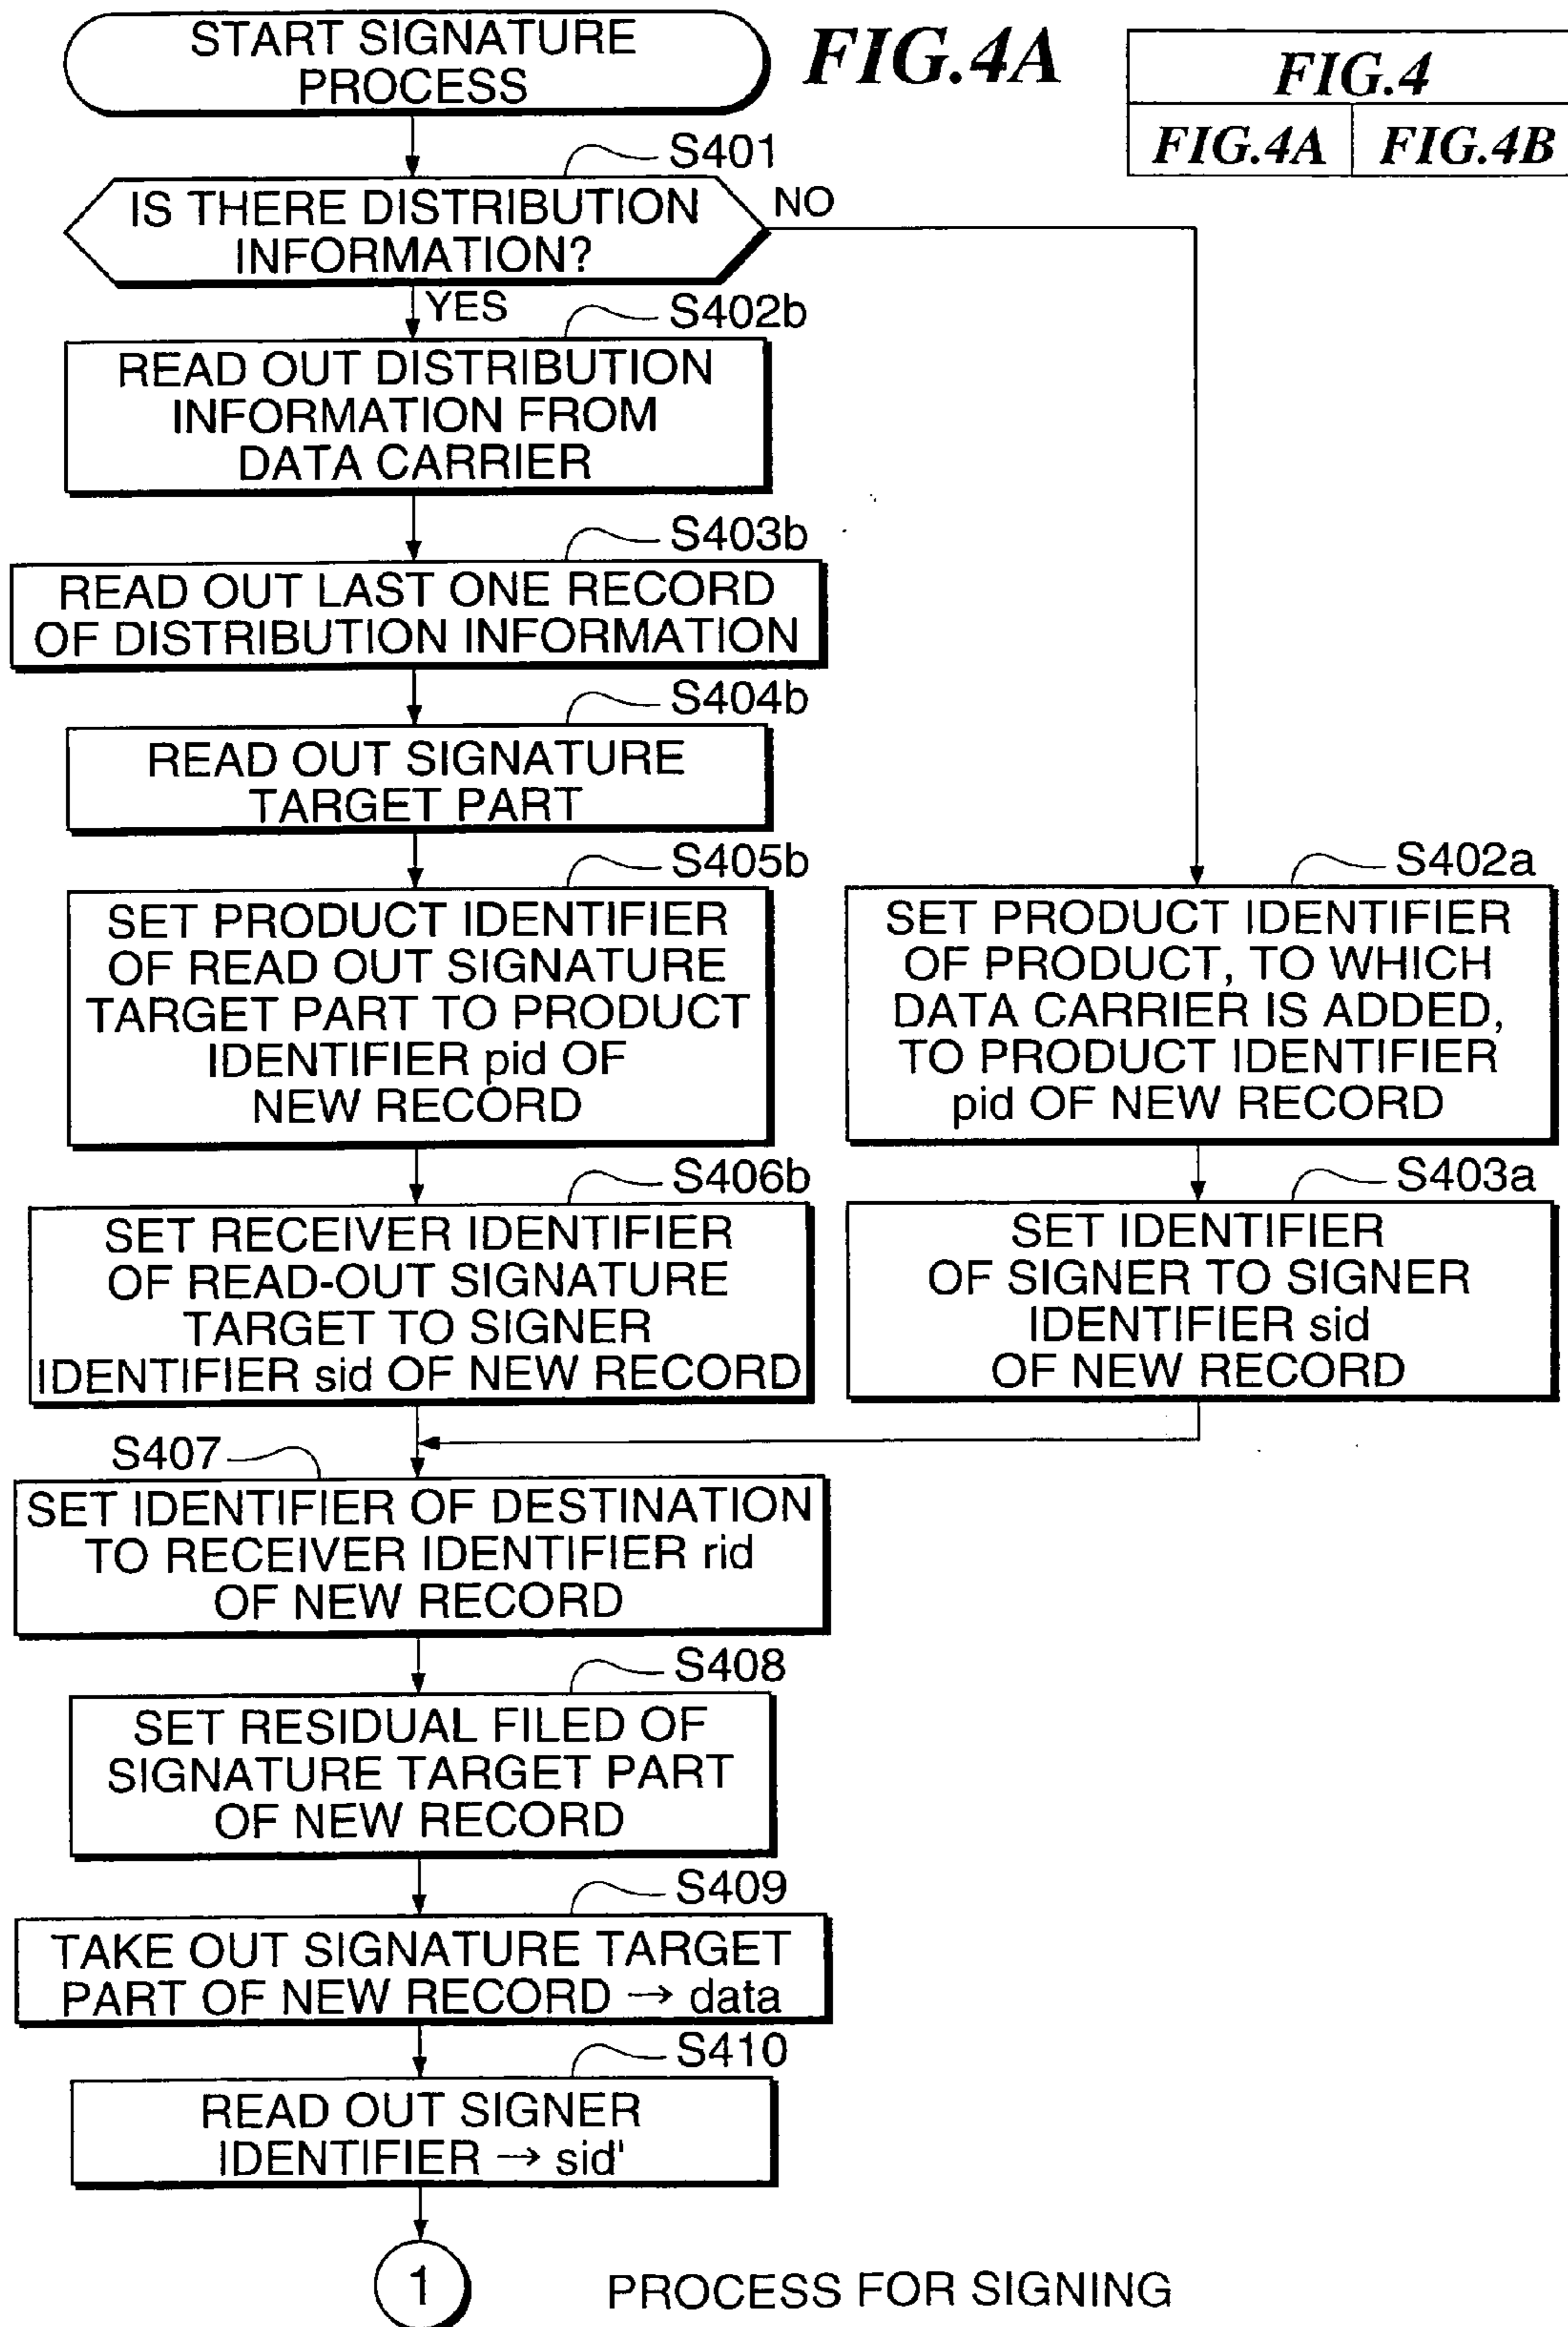 START SIGNATURE
PROCESS
FIG.4A
FIG.4
FIG.4A
FIG.4B
S401
IS THERE DISTRIBUTION
INFORMATION?
NO
YES
S402b
READ OUT DISTRIBUTION
INFORMATION FROM
DATA CARRIER
S403b
READ OUT LAST ONE RECORD
OF DISTRIBUTION INFORMATION
S404b
READ OUT SIGNATURE
TARGET PART
S405b
SET PRODUCT IDENTIFIER
OF READ OUT SIGNATURE
TARGET PART TO PRODUCT
IDENTIFIER pid OF
NEW RECORD
S402a
SET PRODUCT IDENTIFIER
OF PRODUCT, TO WHICH
DATA CARRIER IS ADDED,
TO PRODUCT IDENTIFIER
pid OF NEW RECORD
S406b
SET RECEIVER IDENTIFIER
OF READ-OUT SIGNATURE
TARGET TO SIGNER
IDENTIFIER sid OF NEW RECORD
S403a
SET IDENTIFIER
OF SIGNER TO SIGNER
IDENTIFIER sid
OF NEW RECORD
S407
SET IDENTIFIER OF DESTINATION
TO RECEIVER IDENTIFIER rid
OF NEW RECORD
S408
SET RESIDUAL FILED OF
SIGNATURE TARGET PART
OF NEW RECORD
S409
TAKE OUT SIGNATURE TARGET
PART OF NEW RECORD → data
S410
READ OUT SIGNER
IDENTIFIER → sid'
1
PROCESS FOR SIGNING